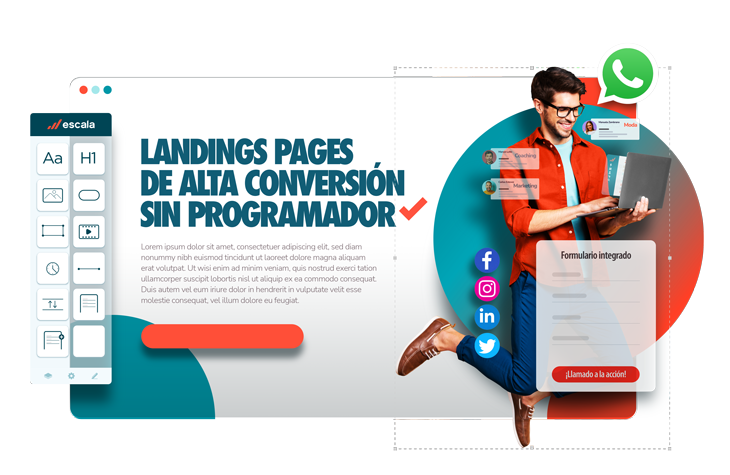 escala
Aa
H1
LANDINGS PAGES
DE ALTA CONVERSIÓN
SIN PROGRAMADOR
Lorem ipsum dolor sit amet, consectetuer adipiscing elit, sed diam
nonummy nibh euismod tincidunt ut laoreet dolore magna aliquam
erat volutpat. Ut wisi enim ad minim veniam, quis nostrud exerci tation
ullamcorper suscipit lobortis nisl ut aliquip ex ea commodo consequat.
Duis autem vel eum iriure dolor in hendrerit in vulputate velit esse
molestie consequat, vel illum dolore eu feugiat.
Moda
Coaching
Marketing
Formulario integrado
¡Llamado a la acción!